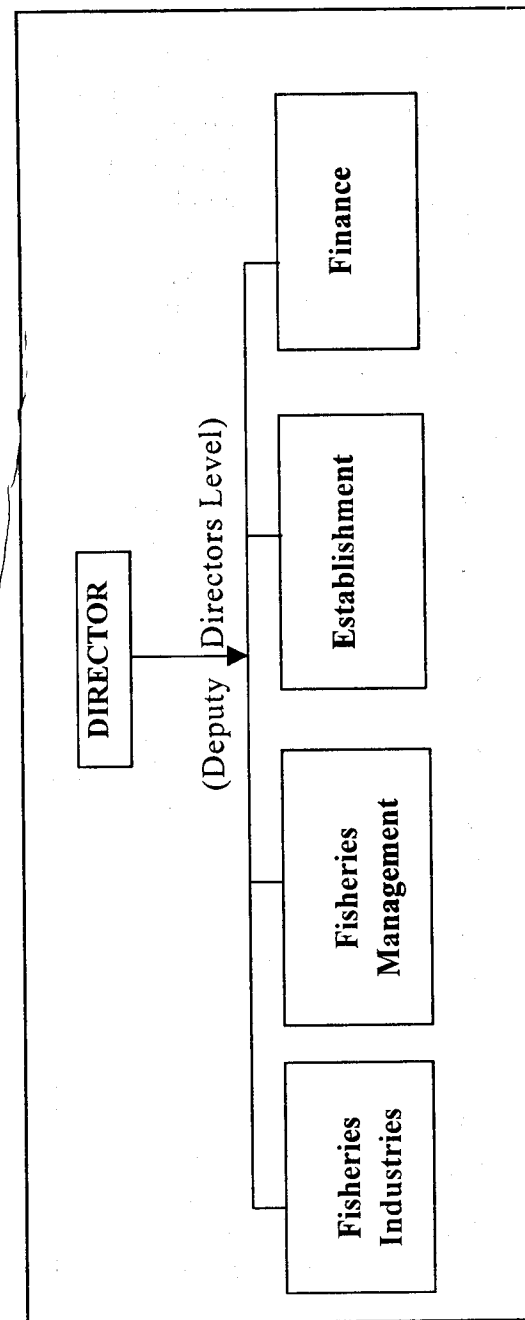 DIRECTOR
(Deputy Directors Level)
Fisheries
Industries
Fisheries
Management
Establishment
Finance